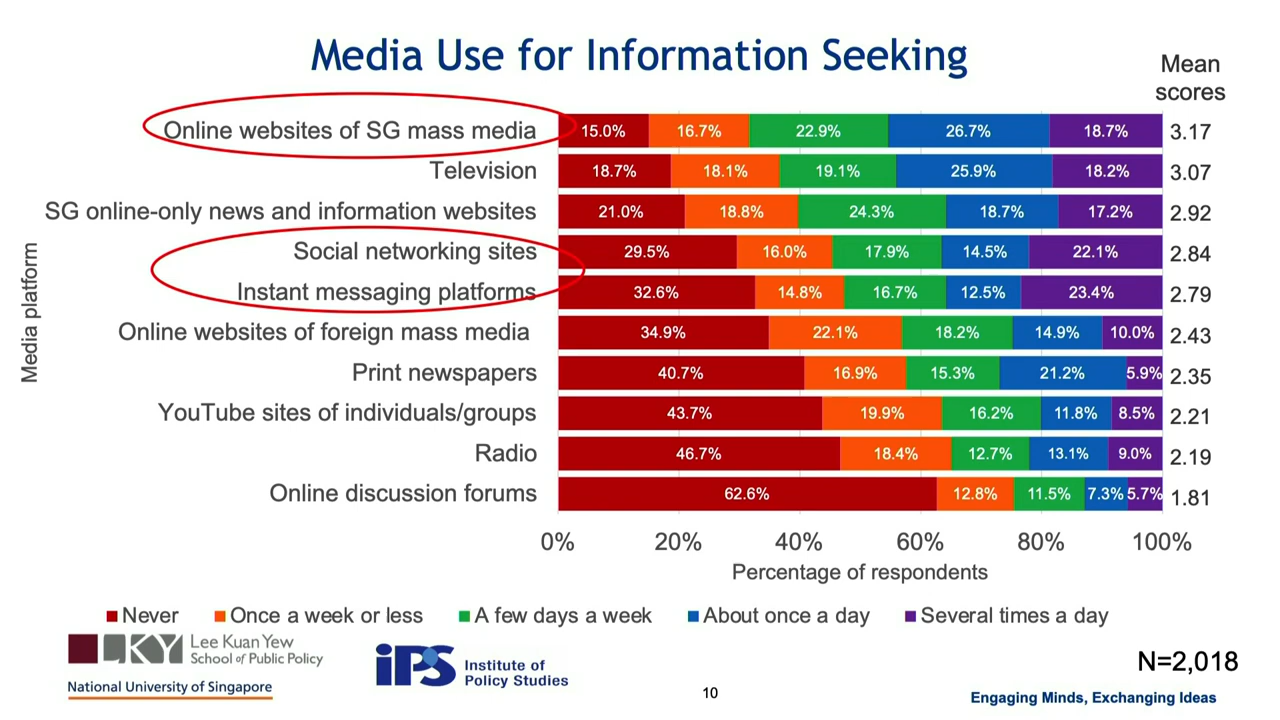 Media Use for Information Seeking
Mean
scores
Media platform
Online websites of SG mass media 15.0% 16.7% 22.9% 26.7% 18.7% 3.17
Television 18.7% 18.1% 19.1% 25.9% 18.2% 3.07
SG online-only news and information websites 21.0% 18.8% 24.3% 18.7% 17.2% 2.92
Social networking sites 29.5% 16.0% 17.9% 14.5% 22.1% 2.84
Instant messaging platforms 32.6% 14.8% 16.7% 12.5% 23.4% 2.79
Online websites of foreign mass media 34.9% 22.1% 18.2% 14.9% 10.0% 2.43
Print newspapers 40.7% 16.9% 15.3% 21.2% 5.9% 2.35
YouTube sites of individuals/groups 43.7% 19.9% 16.2% 11.8% 8.5% 2.21
Radio 46.7% 18.4% 12.7% 13.1% 9.0% 2.19
Online discussion forums 62.6% 12.8% 11.5% 7.3% 5.7% 1.81
0% 20% 40% 60% 80% 100%
Percentage of respondents
Never Once a week or less A few days a week About once a day Several times a day
LKY Lee Kuan Yew
School of Public Policy
National University of Singapore
iPS Institute of
Policy Studies
10
N=2,018
Engaging Minds, Exchanging Ideas